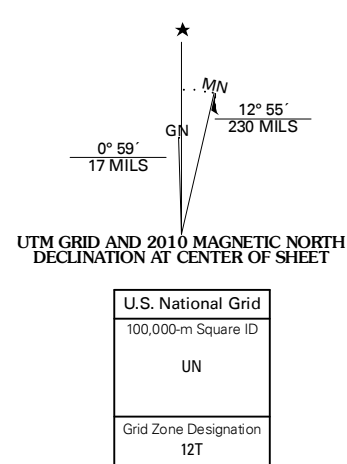 ★
MN
12° 55´
230 MILS
GN
0° 59´
17 MILS
UTM GRID AND 2010 MAGNETIC NORTH
DECLINATION AT CENTER OF SHEET
U.S. National Grid
100,000-m Square ID
UN
Grid Zone Designation
12T